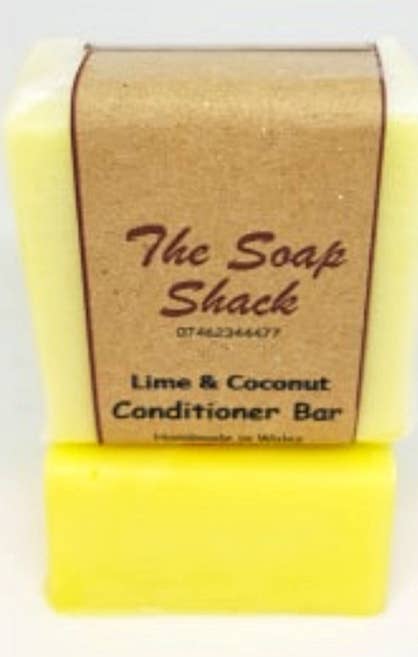 The Soap
Shack
07462344477
Lime & Coconut
Conditioner Bar
Handmade in Wales